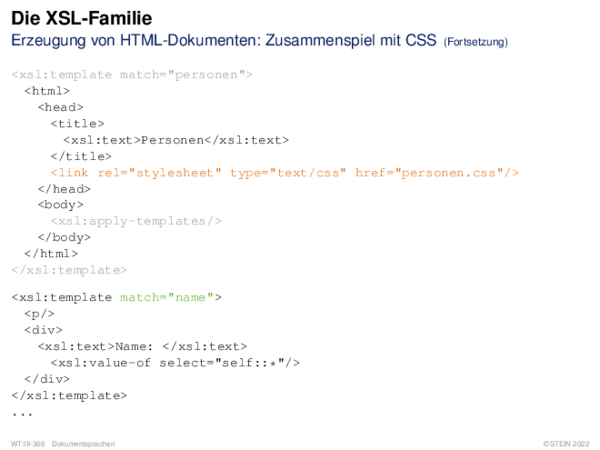 Die XSL-Familie
Erzeugung von HTML-Dokumenten: Zusammenspiel mit CSS (Fortsetzung)
<xsl:template match="personen">
  <html>
    <head>
      <title>
        <xsl:text>Personen</xsl:text>
      </title>
      <link rel="stylesheet" type="text/css" href="personen.css"/>
    </head>
    <body>
      <xsl:apply-templates/>
    </body>
  </html>
</xsl:template>
<xsl:template match="name">
  <p/>
  <div>
    <xsl:text>Name: </xsl:text>
      <xsl:value-of select="self::*"/>
  </div>
</xsl:template>
...
WT:III-366 Dokumentsprachen ©STEIN 2022